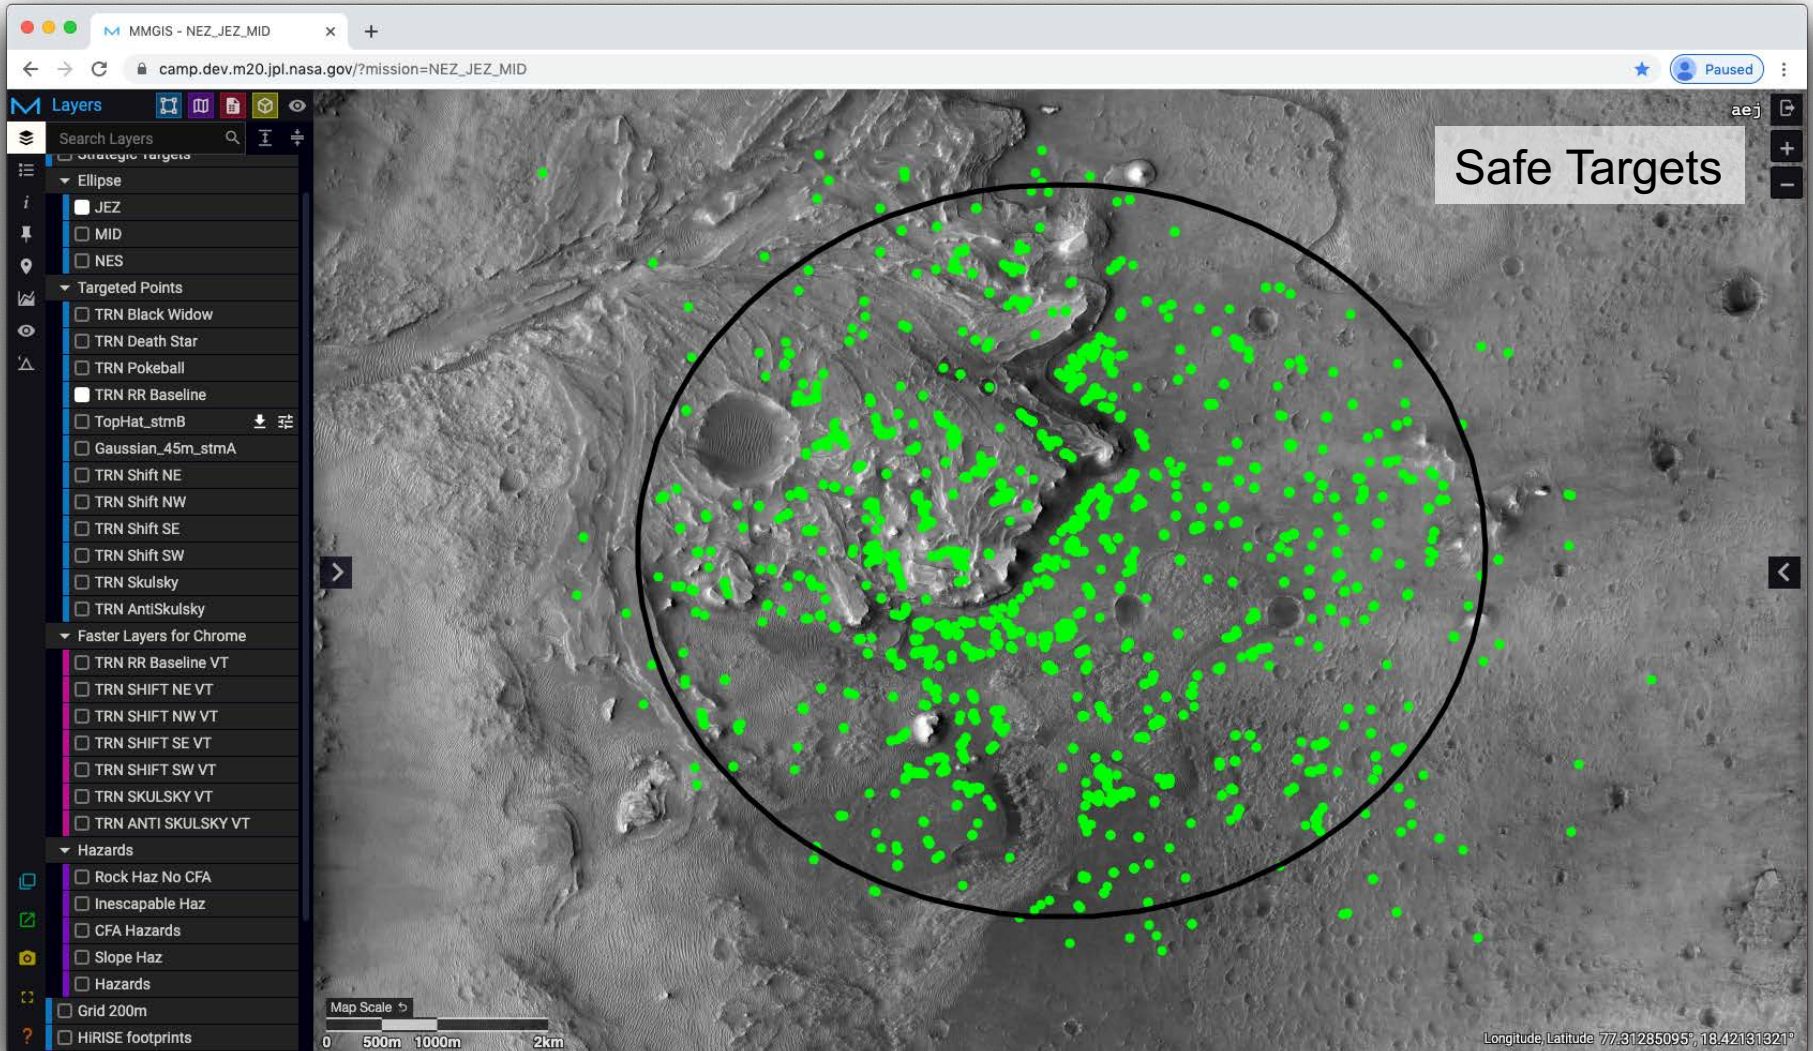 MMGIS - NEZ_JEZ_MID
camp.dev.m20.jpl.nasa.gov/?mission=NEZ_JEZ_MID
Paused
Layers
Search Layers
Strategic Targets
Ellipse
JEZ
MID
NES
Targeted Points
TRN Black Widow
TRN Death Star
TRN Pokeball
TRN RR Baseline
TopHat_stmB
Gaussian_45m_stmA
TRN Shift NE
TRN Shift NW
TRN Shift SE
TRN Shift SW
TRN Skulsky
TRN AntiSkulsky
Faster Layers for Chrome
TRN RR Baseline VT
TRN SHIFT NE VT
TRN SHIFT NW VT
TRN SHIFT SE VT
TRN SHIFT SW VT
TRN SKULSKY VT
TRN ANTI SKULSKY VT
Hazards
Rock Haz No CFA
Inescapable Haz
CFA Hazards
Slope Haz
Hazards
Grid 200m
HiRISE footprints
aej
Safe Targets
Map Scale
0 500m 1000m 2km
Longitude, Latitude 77.31285095°, 18.42131321°